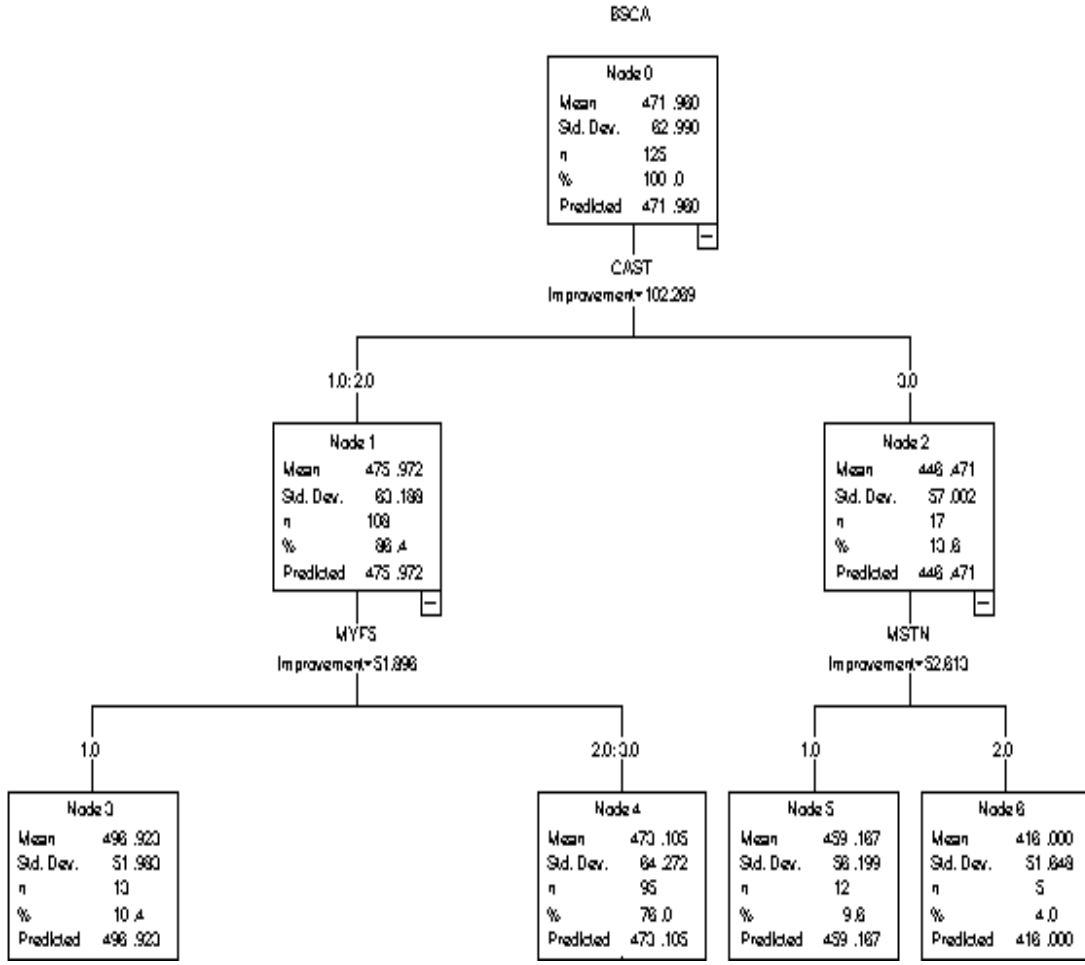 BSCA
Node 0
Mean 471 .960
Std. Dev. 62 .990
n 125
% 100 .0
Predicted 471 .960
CAST
Improvement=102.269
1.0;2.0
3.0
Node 1
Mean 475 .972
Std. Dev. 63 .188
n 108
% 86 .4
Predicted 475 .972
Node 2
Mean 446 .471
Std. Dev. 57 .002
n 17
% 13 .6
Predicted 446 .471
MYFS
Improvement=51.896
MSTN
Improvement=52.613
1.0
2.0;3.0
1.0
2.0
Node 3
Mean 496 .923
Std. Dev.
n 13
% 10 .4
Predicted 496 .923
Node 4
Mean 473 .105
Std. Dev. 64 .272
n 95
% 76 .0
Predicted 473 .105
Node 5
Mean 459 .167
Std. Dev. 56 .199
n 12
% 9.6
Predicted 459 .167
Node 6
Mean 416 .000
Std. Dev. 51 .648
n 5
% 4.0
Predicted 416 .000